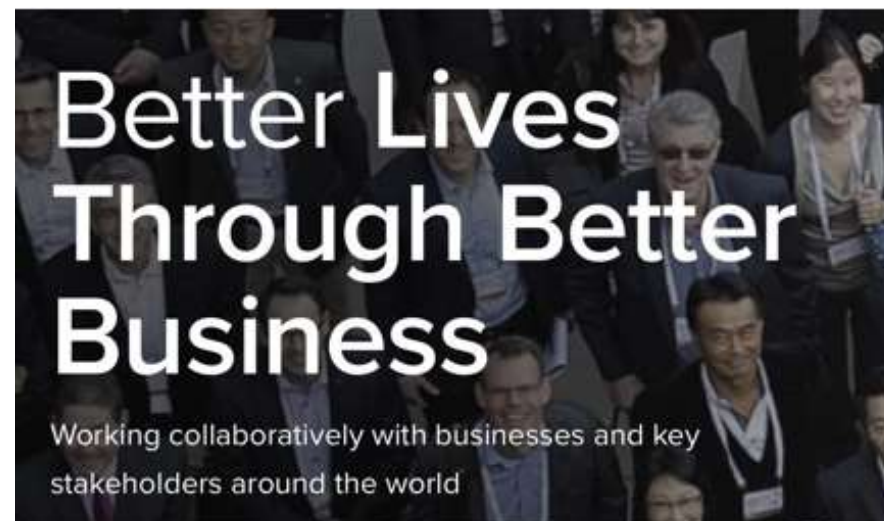 Better Lives
Through Better
Business
Working collaboratively with businesses and key
stakeholders around the world